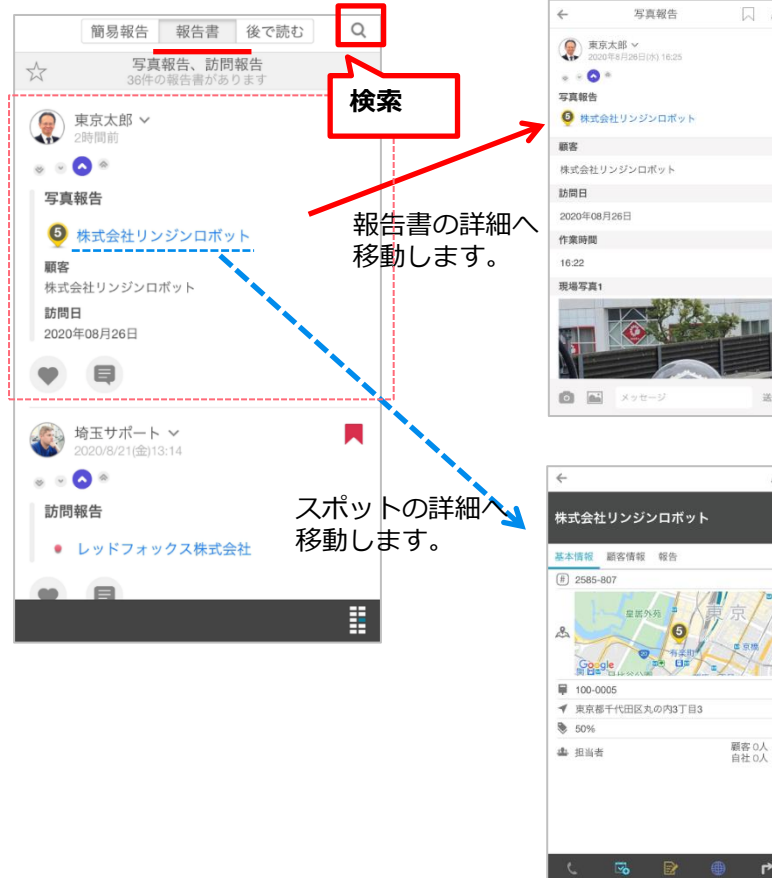 簡易報告 報告書 後で読む
写真報告、訪問報告
36件の報告書があります
検索
東京太郎
2時間前
写真報告
5 株式会社リンジンロボット
顧客
株式会社リンジンロボット
訪問日
2020年08月26日
報告書の詳細へ
移動します。
埼玉サポート
2020/8/21(金)13:14
訪問報告
レッドフォックス株式会社
スポットの詳細へ
移動します。
写真報告
東京太郎
2020年8月26日(水) 16:25
写真報告
5 株式会社リンジンロボット
顧客
株式会社リンジンロボット
訪問日
2020年08月26日
作業時間
16:22
現場写真1
メッセージ
株式会社リンジンロボット
基本情報 顧客情報 報告
# 2585-807
皇居外苑
東京
5
有楽町
京橋
20
Google
日比谷公園
100-0005
東京都千代田区丸の内3丁目3
50%
担当者
顧客 0人
自社 0人